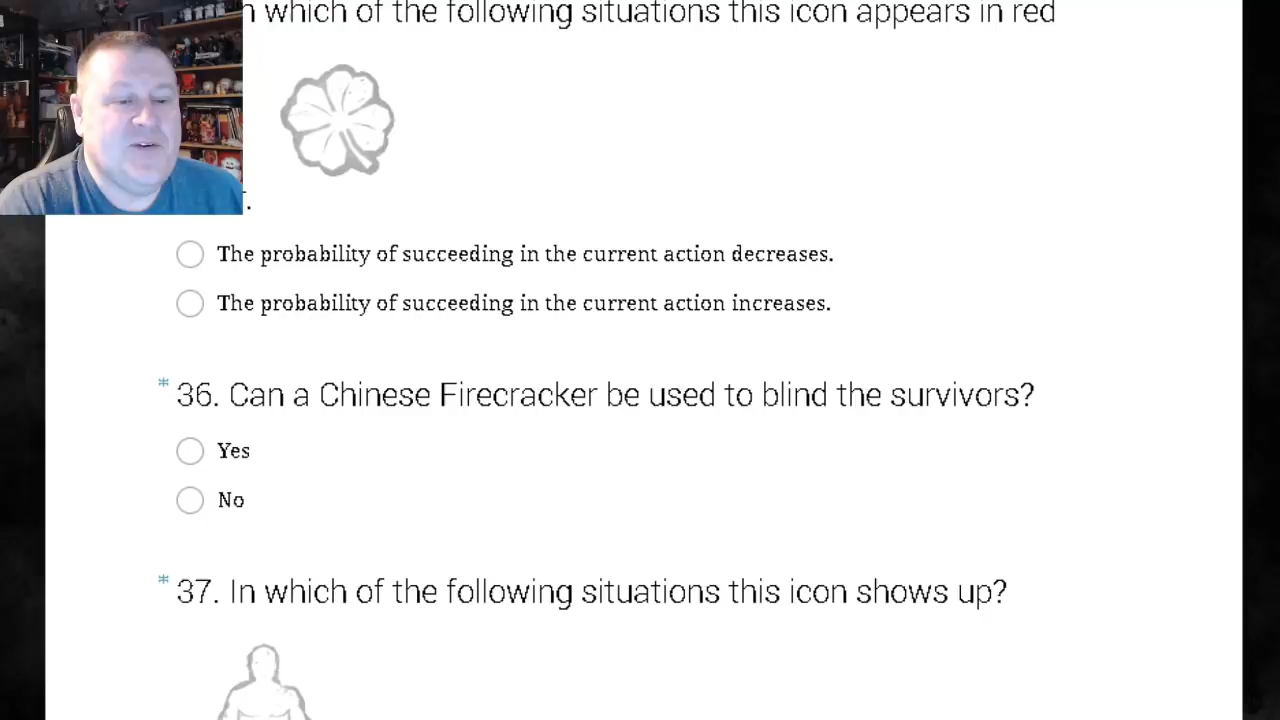 n which of the following situations this icon appears in red
.
The probability of succeeding in the current action decreases.
The probability of succeeding in the current action increases.
* 36. Can a Chinese Firecracker be used to blind the survivors?
Yes
No
* 37. In which of the following situations this icon shows up?